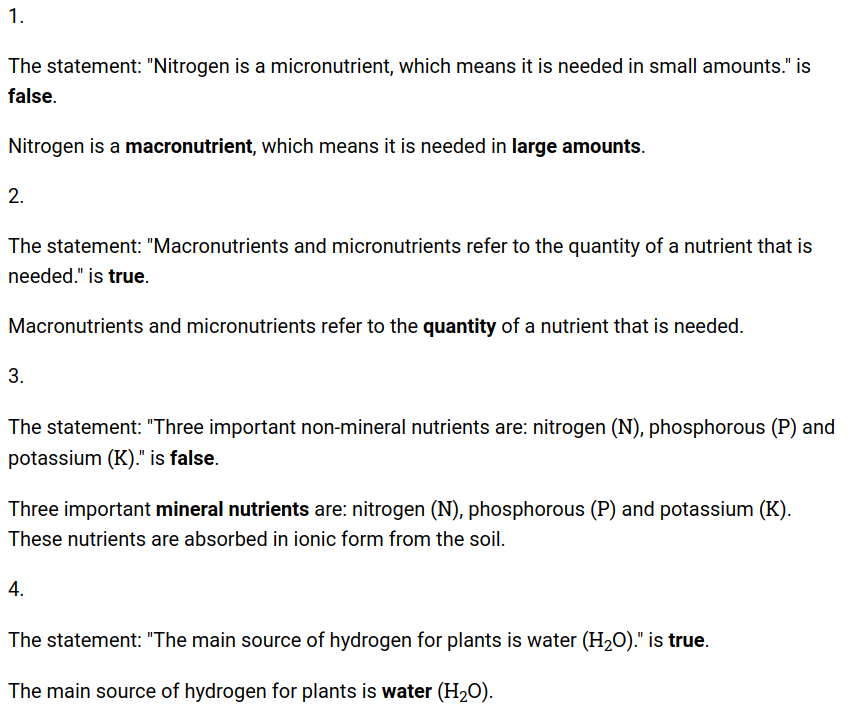 1.
The statement: "Nitrogen is a micronutrient, which means it is needed in small amounts." is
false.
Nitrogen is a macronutrient, which means it is needed in large amounts.
2.
The statement: "Macronutrients and micronutrients refer to the quantity of a nutrient that is
needed." is true.
Macronutrients and micronutrients refer to the quantity of a nutrient that is needed.
3.
The statement: "Three important non-mineral nutrients are: nitrogen (N), phosphorous (P) and
potassium (K)." is false.
Three important mineral nutrients are: nitrogen (N), phosphorous (P) and potassium (K).
These nutrients are absorbed in ionic form from the soil.
4.
The statement: "The main source of hydrogen for plants is water (H₂O)." is true.
The main source of hydrogen for plants is water (H₂O).